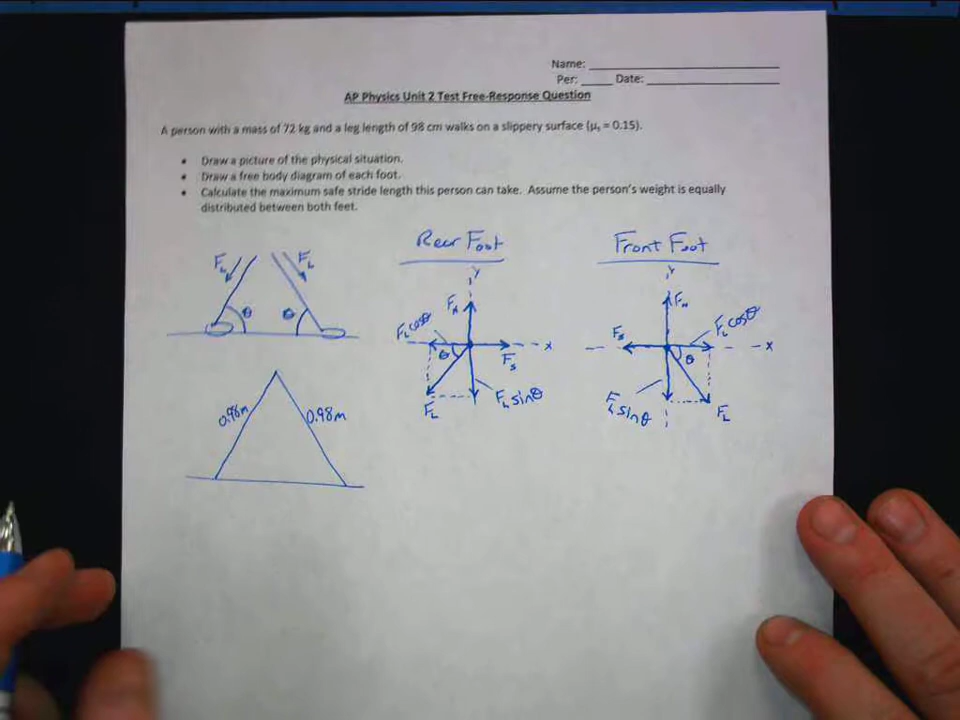 Name: ____________________
Per: _____ Date: ______________
AP Physics Unit 2 Test Free-Response Question
A person with a mass of 72 kg and a leg length of 98 cm walks on a slippery surface (μs = 0.15).
• Draw a picture of the physical situation.
• Draw a free body diagram of each foot.
• Calculate the maximum safe stride length this person can take. Assume the person's weight is equally
distributed between both feet.
Rear Foot
Front Foot
FL
FL
θ
θ
y
FN
FL cosθ
θ
x
Fs
FL
FL sinθ
y
FN
FL cosθ
Fs
x
θ
FL sinθ
FL
0.98m
0.98m